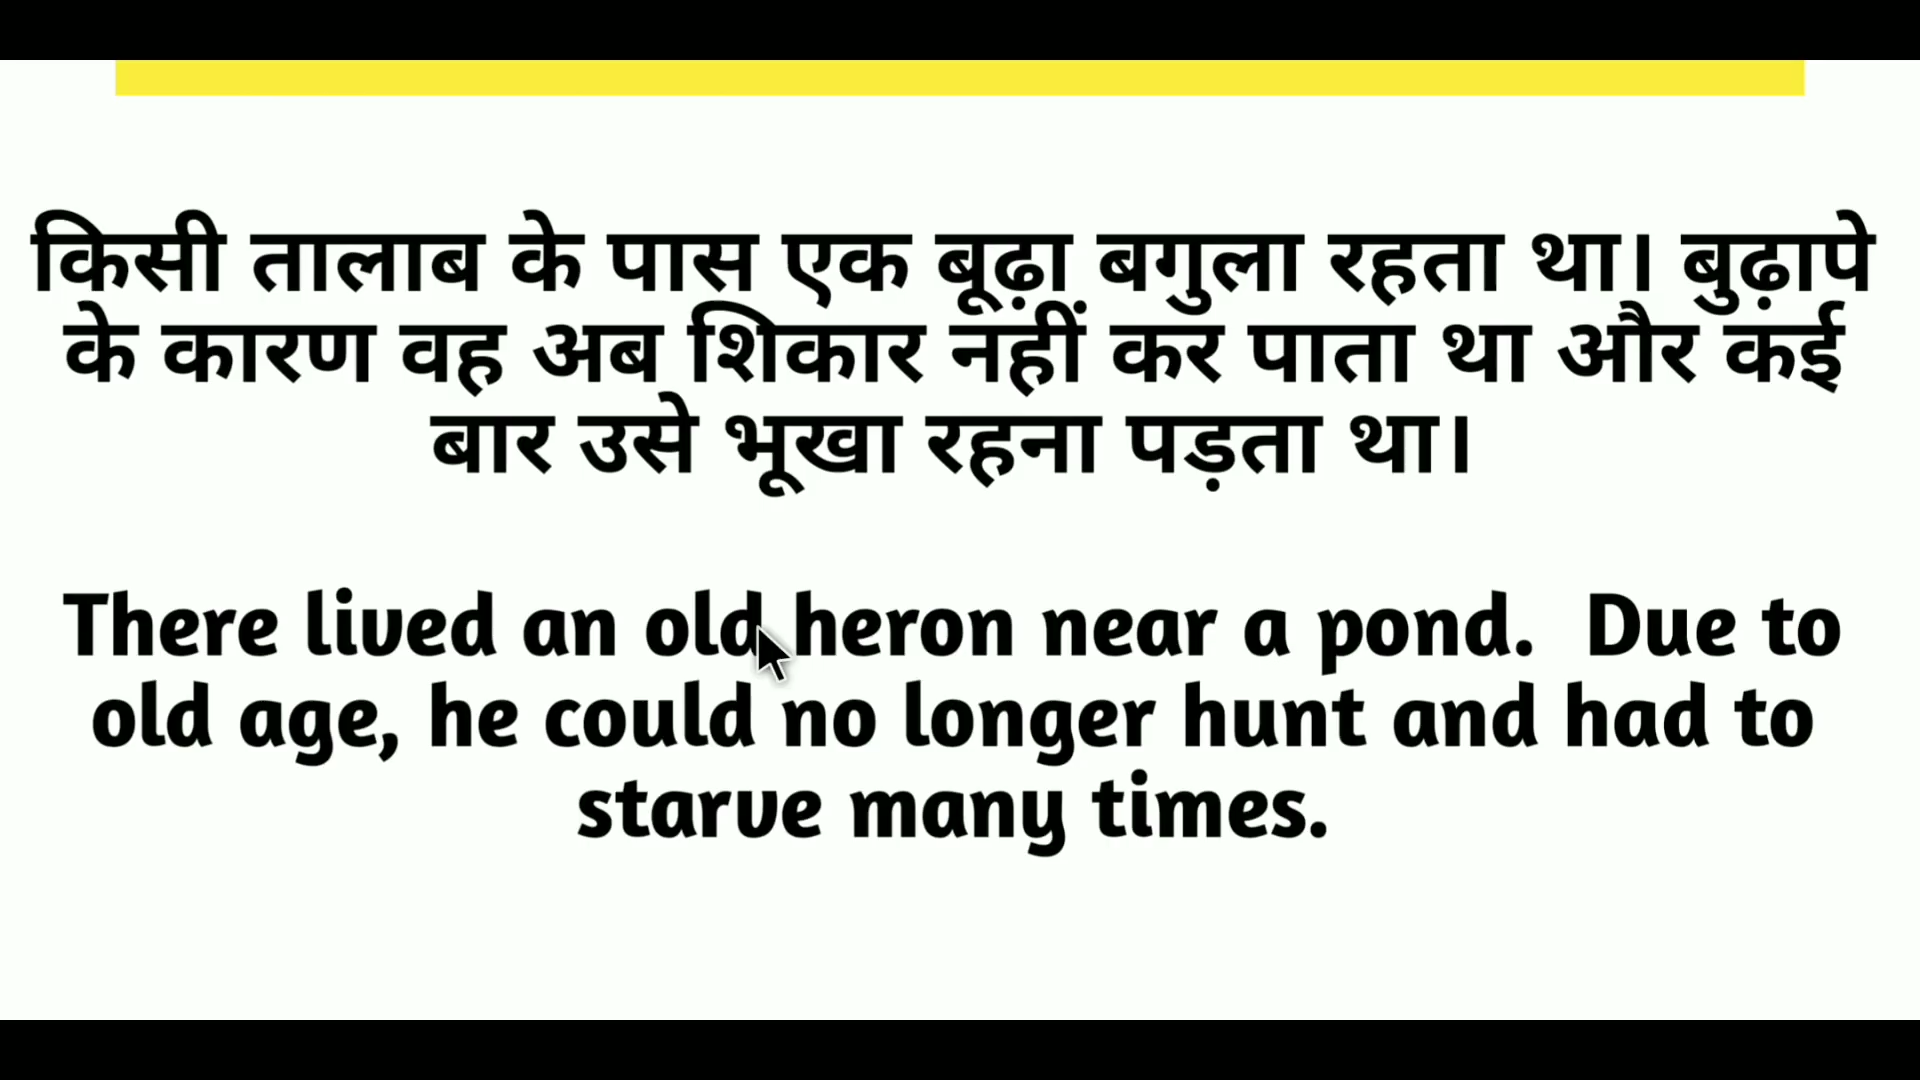 किसी तालाब के पास एक बूढ़ा बगुला रहता था। बुढ़ापे
के कारण वह अब शिकार नहीं कर पाता था और कई
बार उसे भूखा रहना पड़ता था।
There lived an old heron near a pond.  Due to
old age, he could no longer hunt and had to
starve many times.